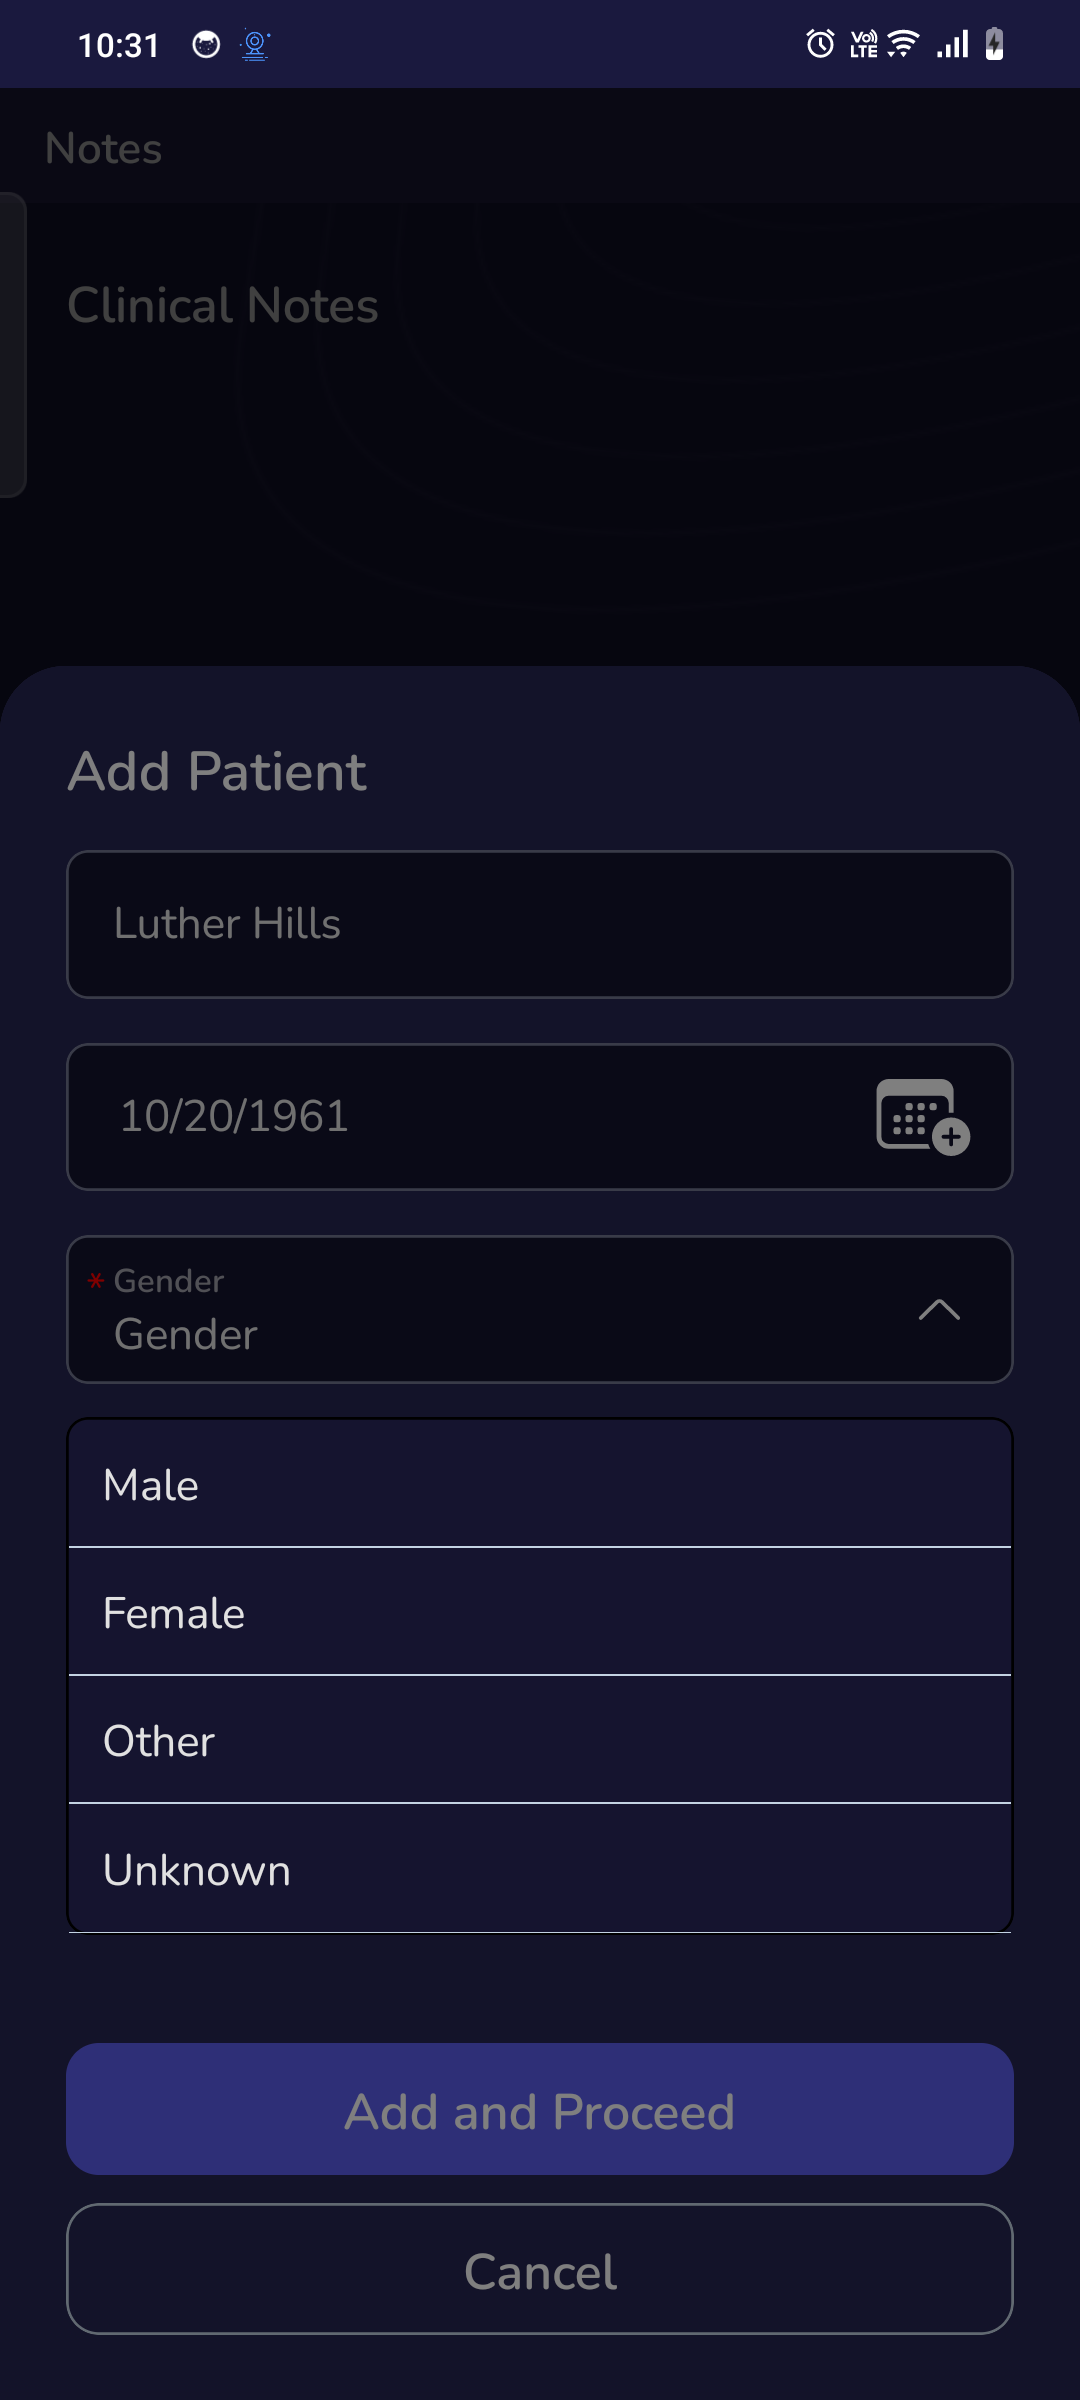 10:31
Vo)) LTE
Notes
Clinical Notes
Add Patient
Luther Hills
10/20/1961
* Gender
Gender
Male
Female
Other
Unknown
Add and Proceed
Cancel